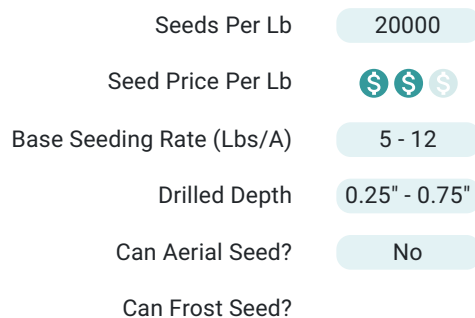 Seeds Per Lb 20000
Seed Price Per Lb $ $ $
Base Seeding Rate (Lbs/A) 5 - 12
Drilled Depth 0.25" - 0.75"
Can Aerial Seed? No
Can Frost Seed?